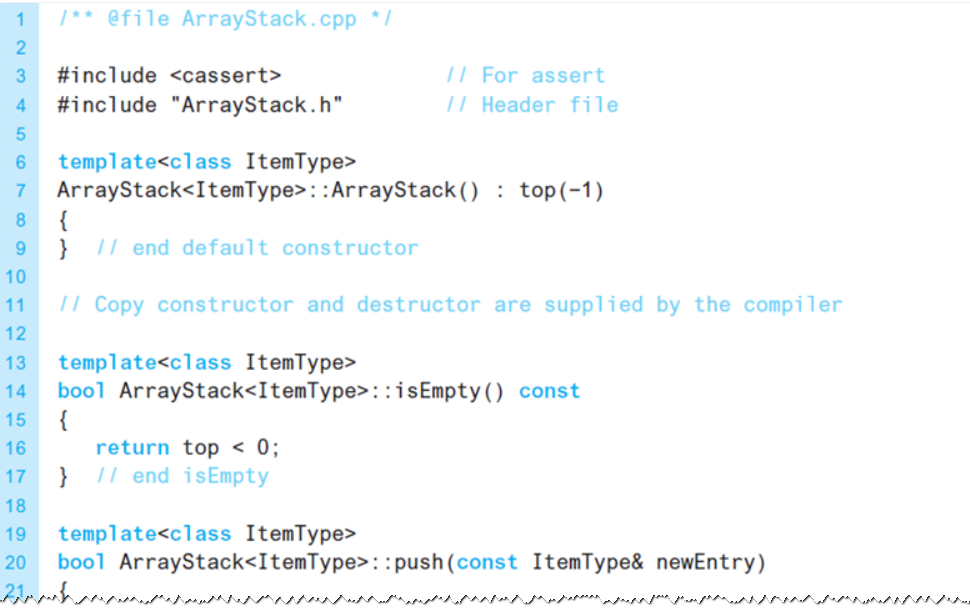 1 /** @file ArrayStack.cpp */
2
3 #include <cassert> // For assert
4 #include "ArrayStack.h" // Header file
5
6 template<class ItemType>
7 ArrayStack<ItemType>::ArrayStack() : top(-1)
8 {
9 } // end default constructor
10
11 // Copy constructor and destructor are supplied by the compiler
12
13 template<class ItemType>
14 bool ArrayStack<ItemType>::isEmpty() const
15 {
16 return top < 0;
17 } // end isEmpty
18
19 template<class ItemType>
20 bool ArrayStack<ItemType>::push(const ItemType& newEntry)
21 {